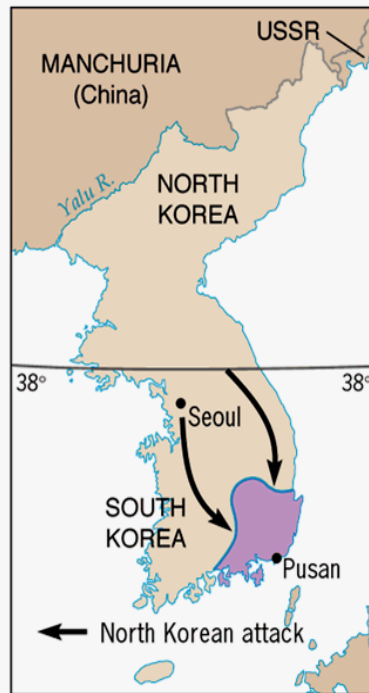 USSR
MANCHURIA
(China)
Yalu R.
NORTH
KOREA
38°
38°
Seoul
SOUTH
KOREA
Pusan
North Korean attack